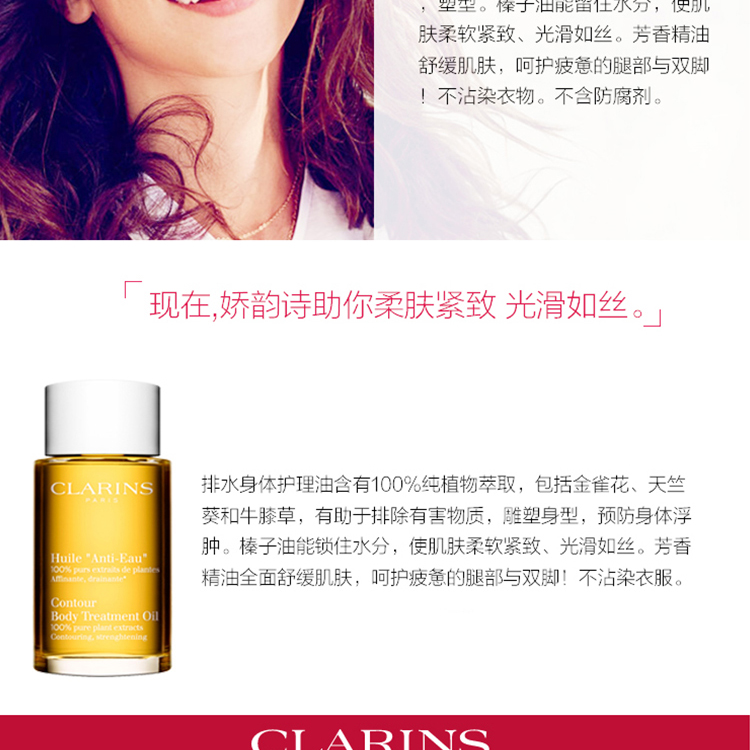 ，塑型。榛子油能留住水分，使肌
肤柔软紧致、光滑如丝。芳香精油
舒缓肌肤，呵护疲惫的腿部与双脚
！不沾染衣物。不含防腐剂。
「现在,娇韵诗助你柔肤紧致 光滑如丝。」
CLARINS
PARIS
Huile "Anti-Eau"
100% purs extraits de plantes
Affinante, drainante*
Contour
Body Treatment Oil
100% pure plant extracts
Contouring, strenghtening
排水身体护理油含有100%纯植物萃取，包括金雀花、天竺
葵和牛膝草，有助于排除有害物质，雕塑身型，预防身体浮
肿。榛子油能锁住水分，使肌肤柔软紧致、光滑如丝。芳香
精油全面舒缓肌肤，呵护疲惫的腿部与双脚！不沾染衣服。
CLARINS